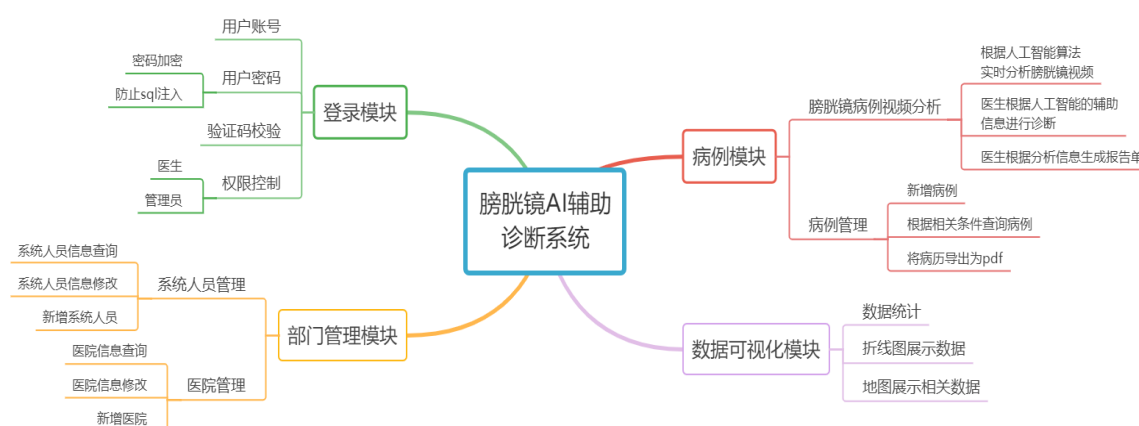 膀胱镜AI辅助
诊断系统
登录模块
用户账号
用户密码
密码加密
防止sql注入
验证码校验
权限控制
医生
管理员
部门管理模块
系统人员管理
系统人员信息查询
系统人员信息修改
新增系统人员
医院管理
医院信息查询
医院信息修改
新增医院
病例模块
膀胱镜病例视频分析
根据人工智能算法
实时分析膀胱镜视频
医生根据人工智能的辅助
信息进行诊断
医生根据分析信息生成报告单
病例管理
新增病例
根据相关条件查询病例
将病历导出为pdf
数据可视化模块
数据统计
折线图展示数据
地图展示相关数据